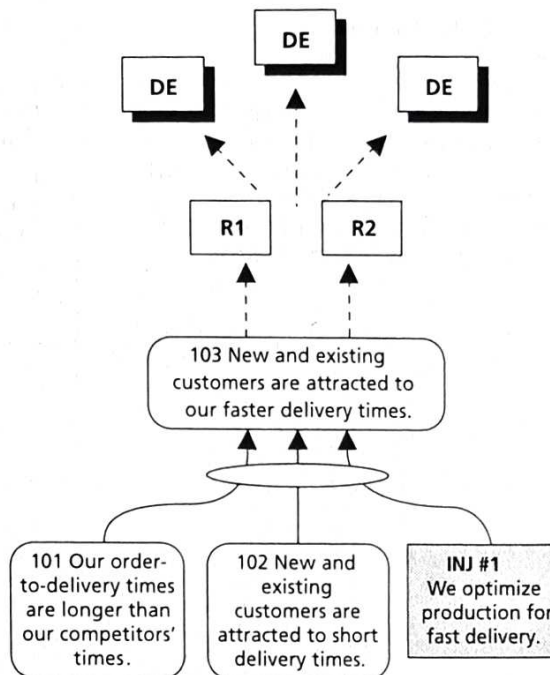 DE
DE
DE
R1
R2
103 New and existing
customers are attracted to
our faster delivery times.
101 Our order-
to-delivery times
are longer than
our competitors'
times.
102 New and
existing
customers are
attracted to short
delivery times.
INJ #1
We optimize
production for
fast delivery.